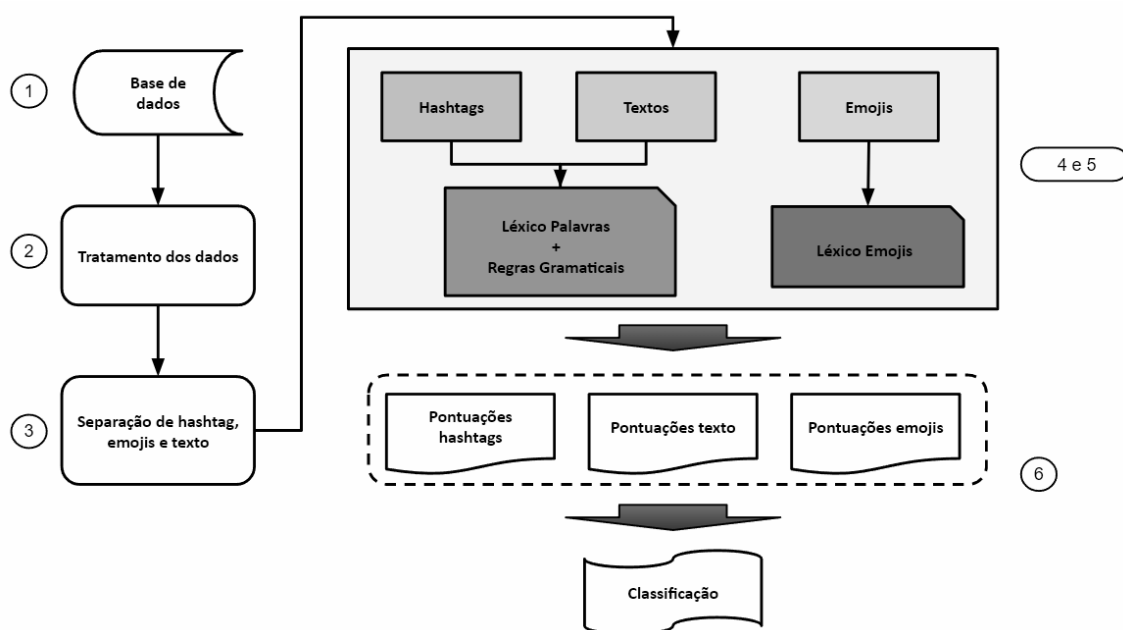 1
Base de
dados
2
Tratamento dos dados
3
Separação de hashtag,
emojis e texto
Hashtags
Textos
Emojis
Léxico Palavras
+
Regras Gramaticais
Léxico Emojis
4 e 5
Pontuações
hashtags
Pontuações texto
Pontuações emojis
6
Classificação